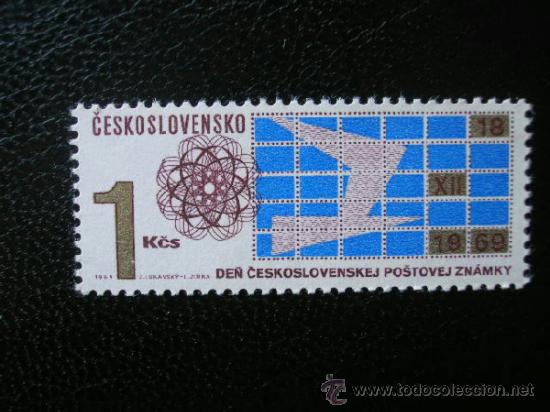 ČESKOSLOVENSKO
18
XII
1969
1 Kčs
DEŇ ČESKOSLOVENSKEJ POŠTOVEJ ZNÁMKY
www.todocoleccion.net